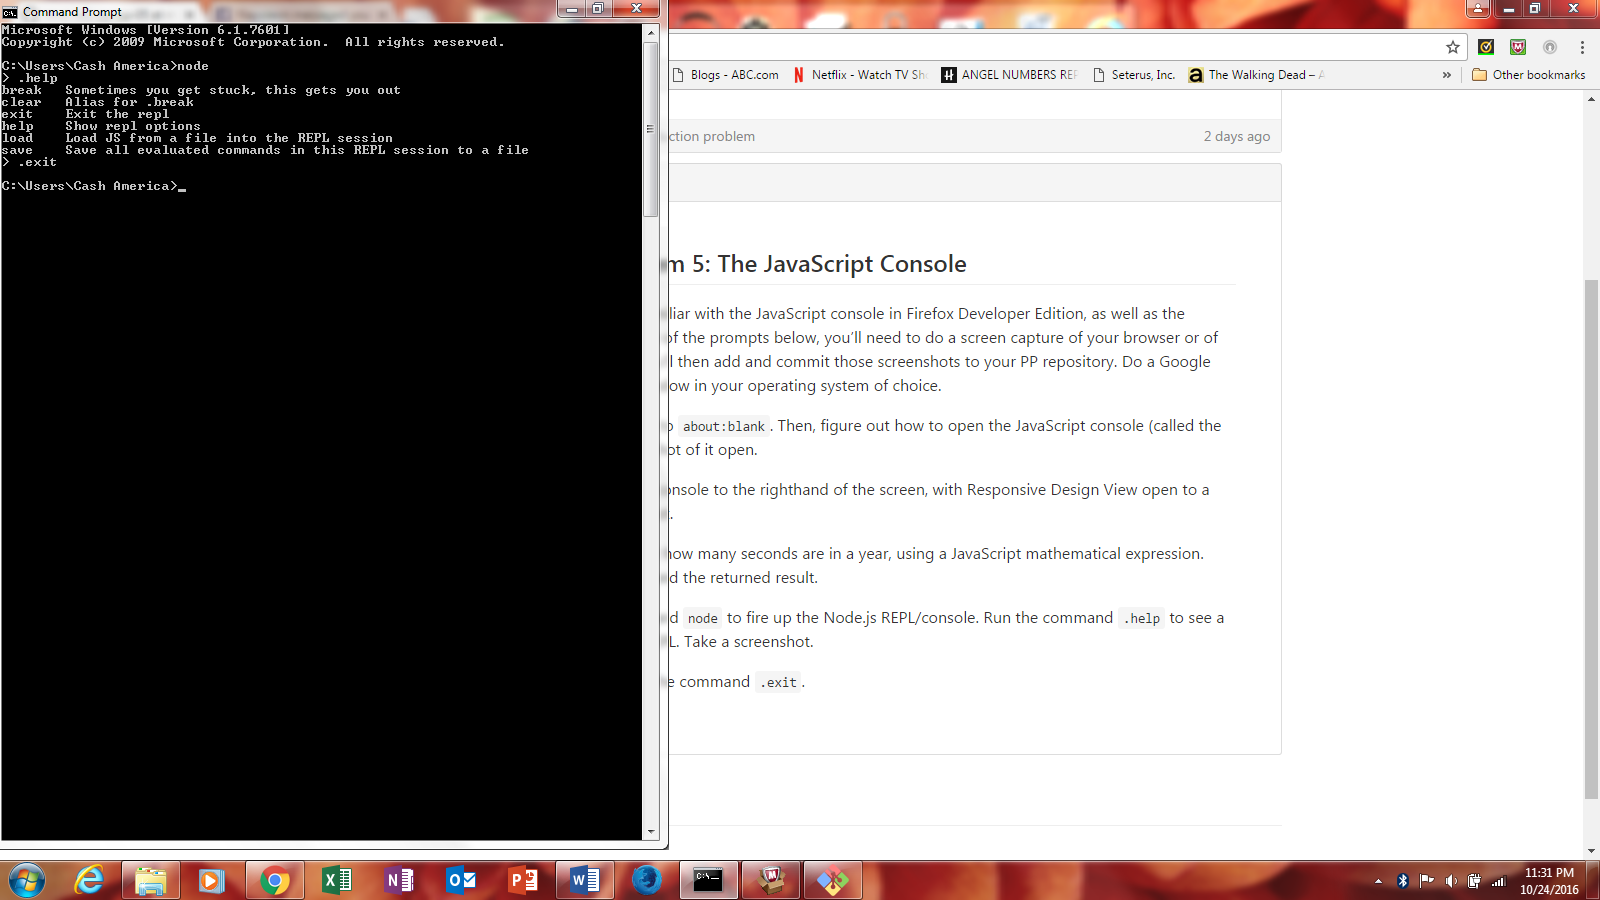 Command Prompt
Microsoft Windows [Version 6.1.7601]
Copyright (c) 2009 Microsoft Corporation.  All rights reserved.
C:\Users\Cash America>node
> .help
break   Sometimes you get stuck, this gets you out
clear   Alias for .break
exit    Exit the repl
help    Show repl options
load    Load JS from a file into the REPL session
save    Save all evaluated commands in this REPL session to a file
> .exit
C:\Users\Cash America>_
Blogs - ABC.com
Netflix - Watch TV Sh
ANGEL NUMBERS REP
Seterus, Inc.
The Walking Dead –
»
Other bookmarks
ction problem
2 days ago
m 5: The JavaScript Console
liar with the JavaScript console in Firefox Developer Edition, as well as the
of the prompts below, you'll need to do a screen capture of your browser or of
l then add and commit those screenshots to your PP repository. Do a Google
ow in your operating system of choice.
o about:blank. Then, figure out how to open the JavaScript console (called the
ot of it open.
onsole to the righthand of the screen, with Responsive Design View open to a
.
how many seconds are in a year, using a JavaScript mathematical expression.
d the returned result.
d node to fire up the Node.js REPL/console. Run the command .help to see a
L. Take a screenshot.
e command .exit.
11:31 PM
10/24/2016